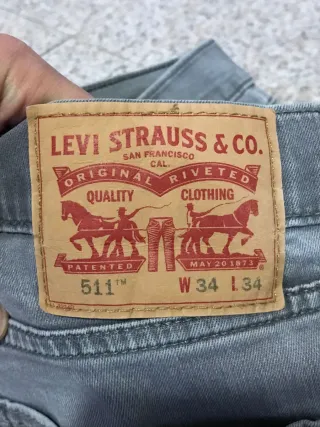 LEVI STRAUSS & CO.
SAN FRANCISCO
CAL.
ORIGINAL RIVETED
QUALITY CLOTHING
PATENTED MAY 20 1873
511™ W 34 L 34